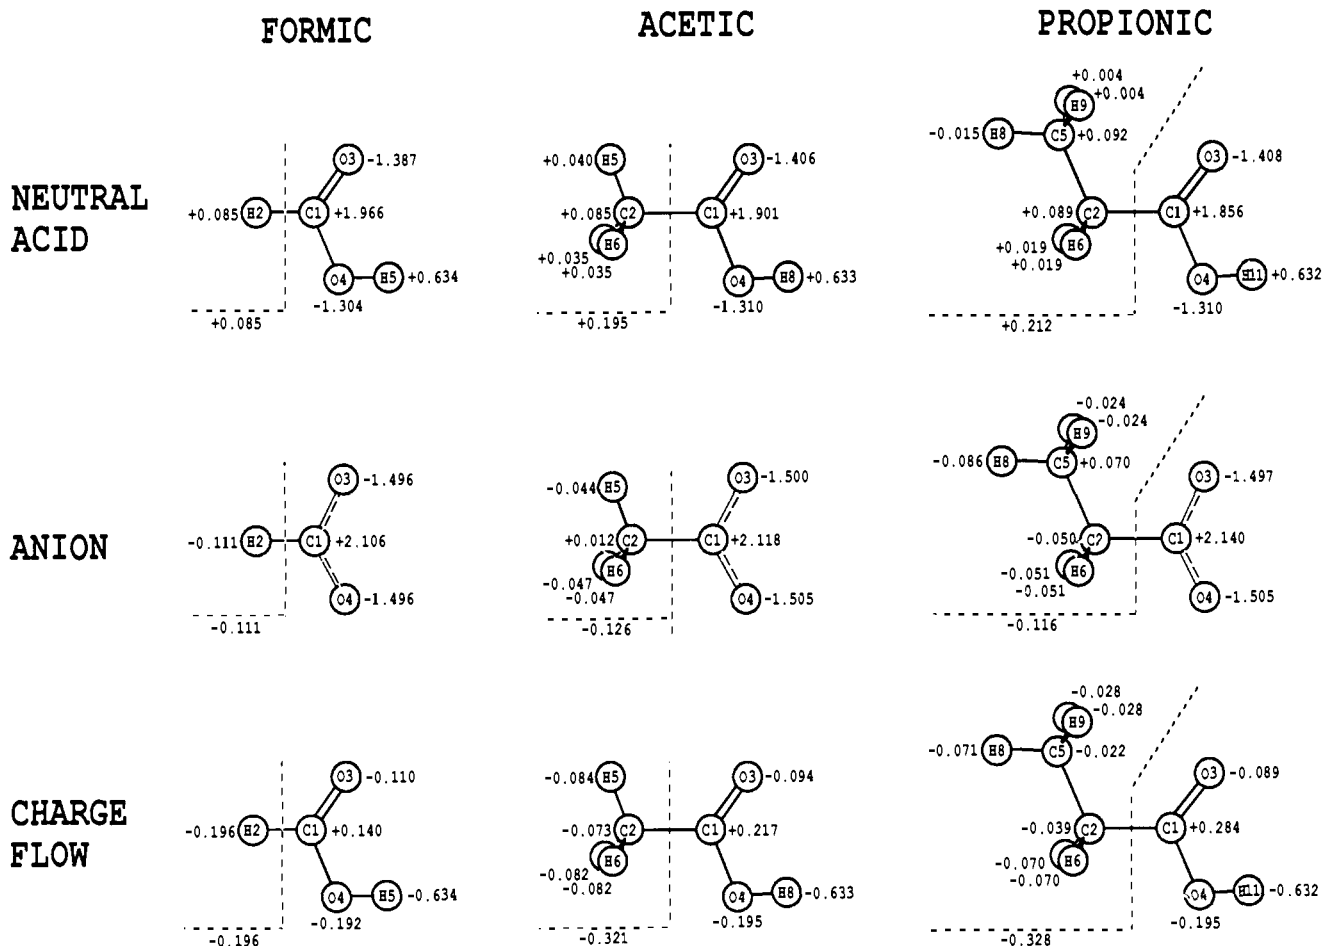 FORMIC
ACETIC
PROPIONIC
NEUTRAL
ACID
O3 -1.387
+0.085 H2 C1 +1.966
O4 H5 +0.634
-1.304
+0.085
+0.040 H5 O3 -1.406
+0.085 C2 C1 +1.901
H6
+0.035
+0.035
O4 H8 +0.633
-1.310
+0.195
+0.004
H9 +0.004
-0.015 H8 C5 +0.092
O3 -1.408
+0.089 C2 C1 +1.856
+0.019 H6
+0.019
O4 H11 +0.632
-1.310
+0.212
ANION
O3 -1.496
-0.111 H2 C1 +2.106
O4 -1.496
-0.111
-0.044 H5 O3 -1.500
+0.012 C2 C1 +2.118
H6
-0.047
-0.047
O4 -1.505
-0.126
-0.024
H9 -0.024
-0.086 H8 C5 +0.070
O3 -1.497
-0.050 C2 C1 +2.140
-0.051 H6
-0.051
O4 -1.505
-0.116
CHARGE
FLOW
O3 -0.110
-0.196 H2 C1 +0.140
O4 H5 -0.634
-0.192
-0.196
-0.084 H5 O3 -0.094
-0.073 C2 C1 +0.217
H6
-0.082
-0.082
O4 H8 -0.633
-0.195
-0.321
-0.028
H9 -0.028
-0.071 H8 C5 -0.022
O3 -0.089
-0.039 C2 C1 +0.284
-0.070 H6
-0.070
O4 H11 -0.632
-0.195
-0.328